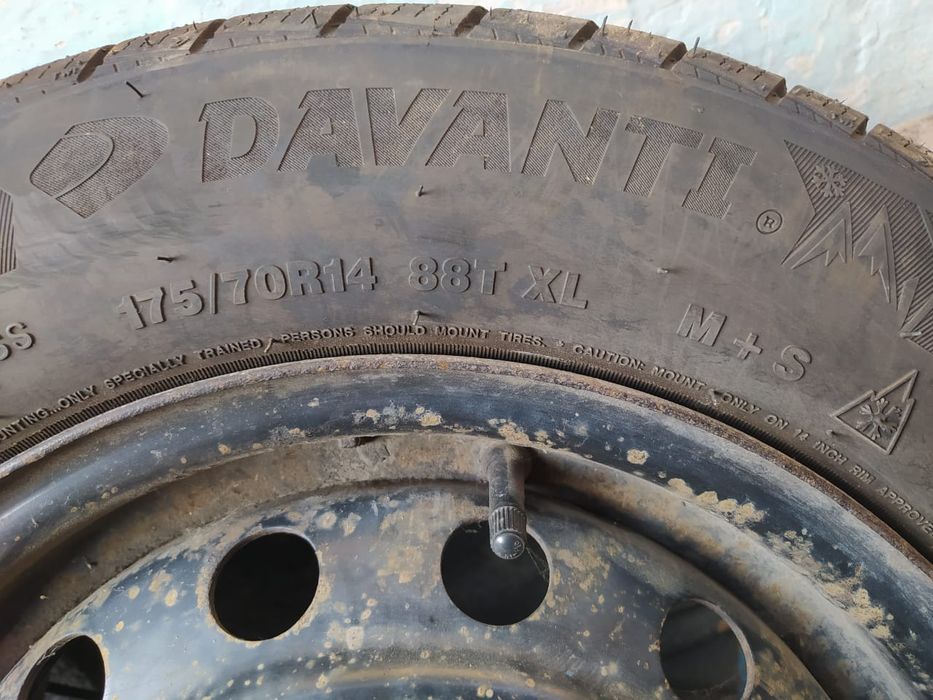 DAVANTI ®
175/70R14 88T XL
M + S
ONLY SPECIALLY TRAINED PERSONS SHOULD MOUNT TIRES. CAUTION: MOUNT ONLY ON 14 INCH RIM